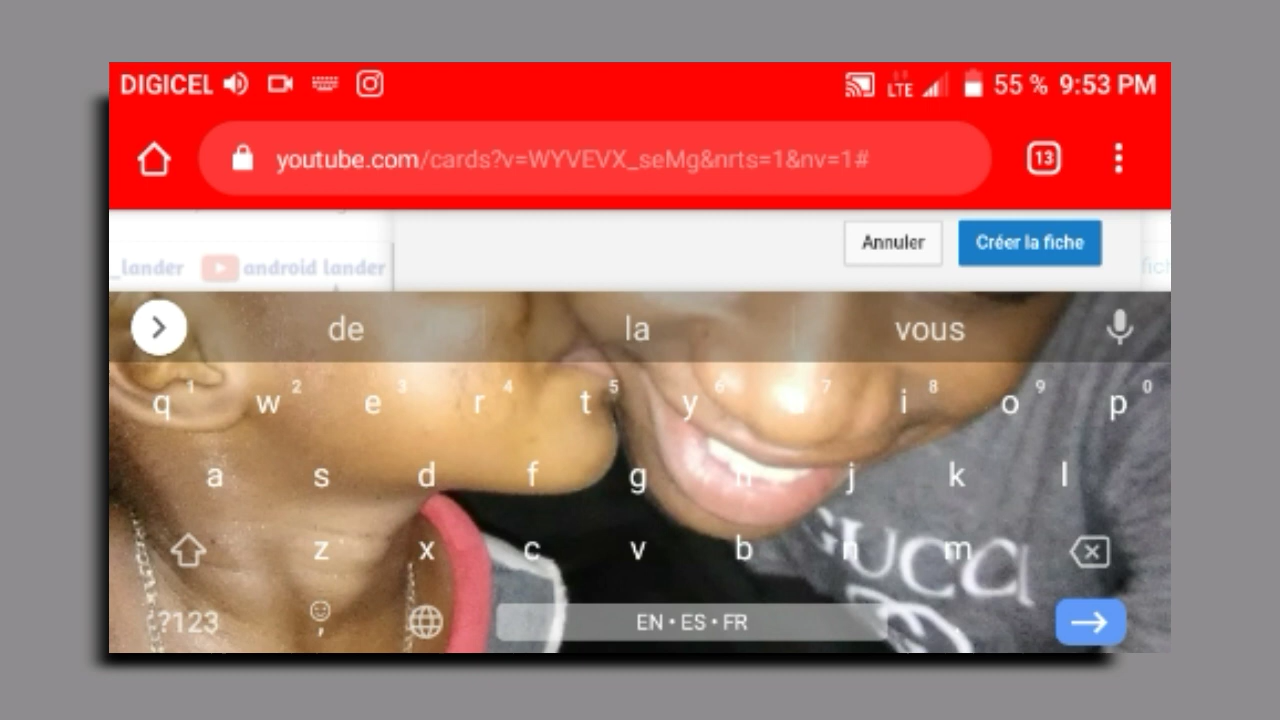 DIGICEL LTE 55 % 9:53 PM
youtube.com/cards?v=WYVEVX_seMg&nrts=1&nv=1# 13
Annuler Créer la fiche
_lander android lander
de la vous
1 2 3 4 5 6 7 8 9 0
q w e r t y i o p
a s d f g h j k l
z x c v b n m
GUCCI
?123 , EN • ES • FR